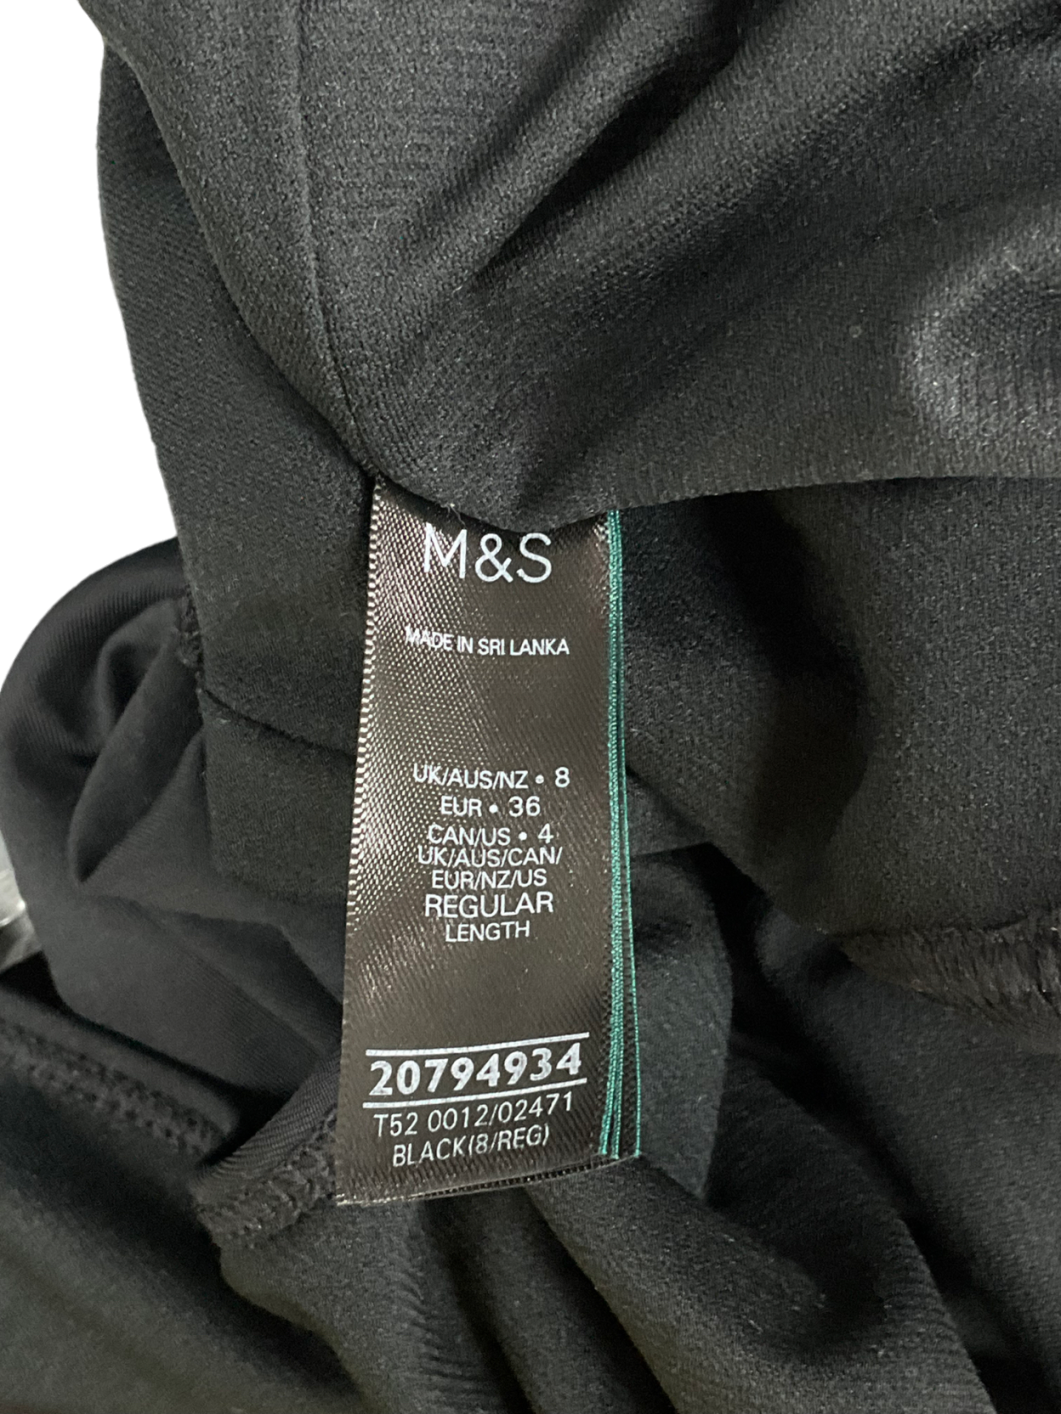 M&S
MADE IN SRI LANKA
UK/AUS/NZ • 8
EUR • 36
CAN/US • 4
UK/AUS/CAN/
EUR/NZ/US
REGULAR
LENGTH
20794934
T52 0012/02471
BLACK(8/REG)